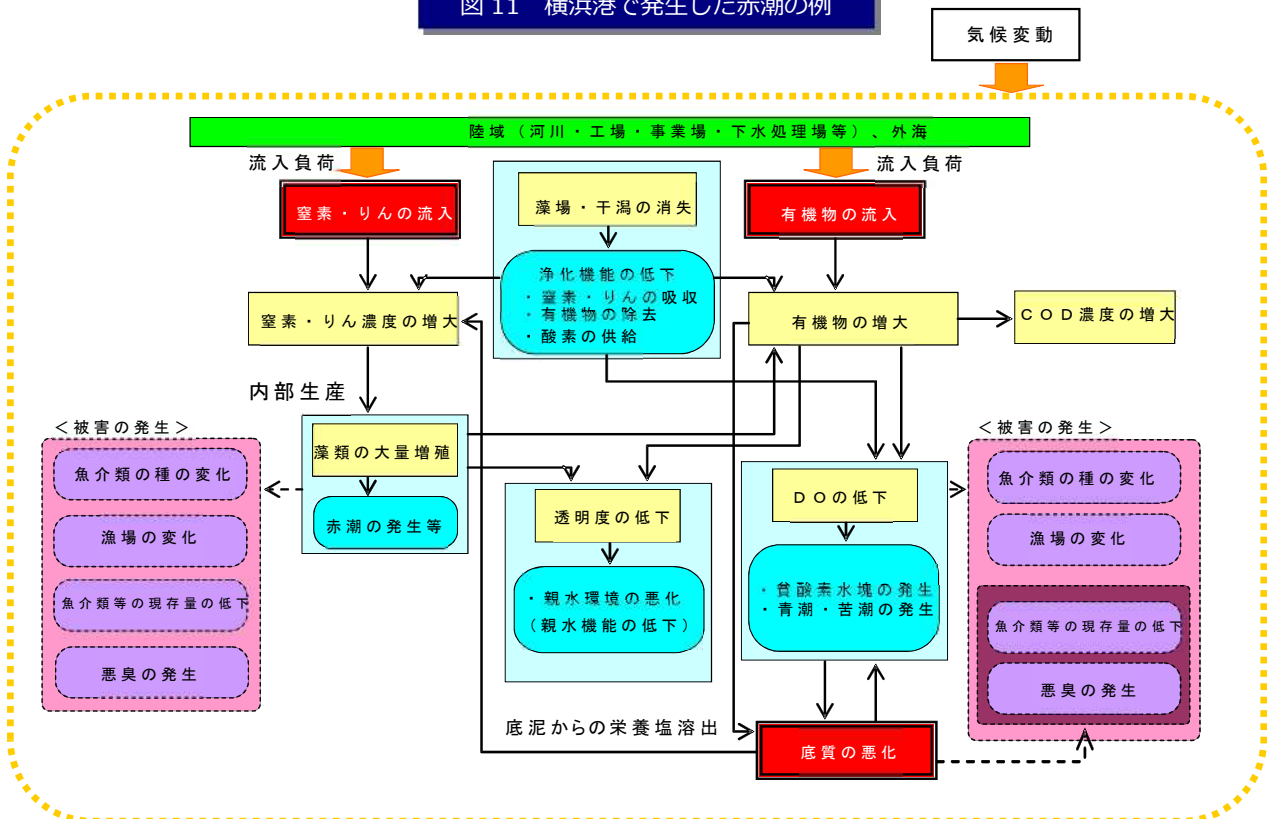 図 11 横浜港で発生した赤潮の例
気候変動
陸域(河川・工場・事業場・下水処理場等)、外海
流入負荷
流入負荷
窒素・りんの流入
藻場・干潟の消失
有機物の流入
浄化機能の低下
・窒素・りんの吸収
・有機物の除去
・酸素の供給
窒素・りん濃度の増大
有機物の増大
COD濃度の増大
内部生産
<被害の発生>
藻類の大量増殖
赤潮の発生等
魚介類の種の変化
漁場の変化
魚介類等の現存量の低下
悪臭の発生
透明度の低下
・親水環境の悪化
(親水機能の低下)
DOの低下
・貧酸素水塊の発生
・青潮・苦潮の発生
<被害の発生>
魚介類の種の変化
漁場の変化
魚介類等の現存量の低下
悪臭の発生
底泥からの栄養塩溶出
底質の悪化